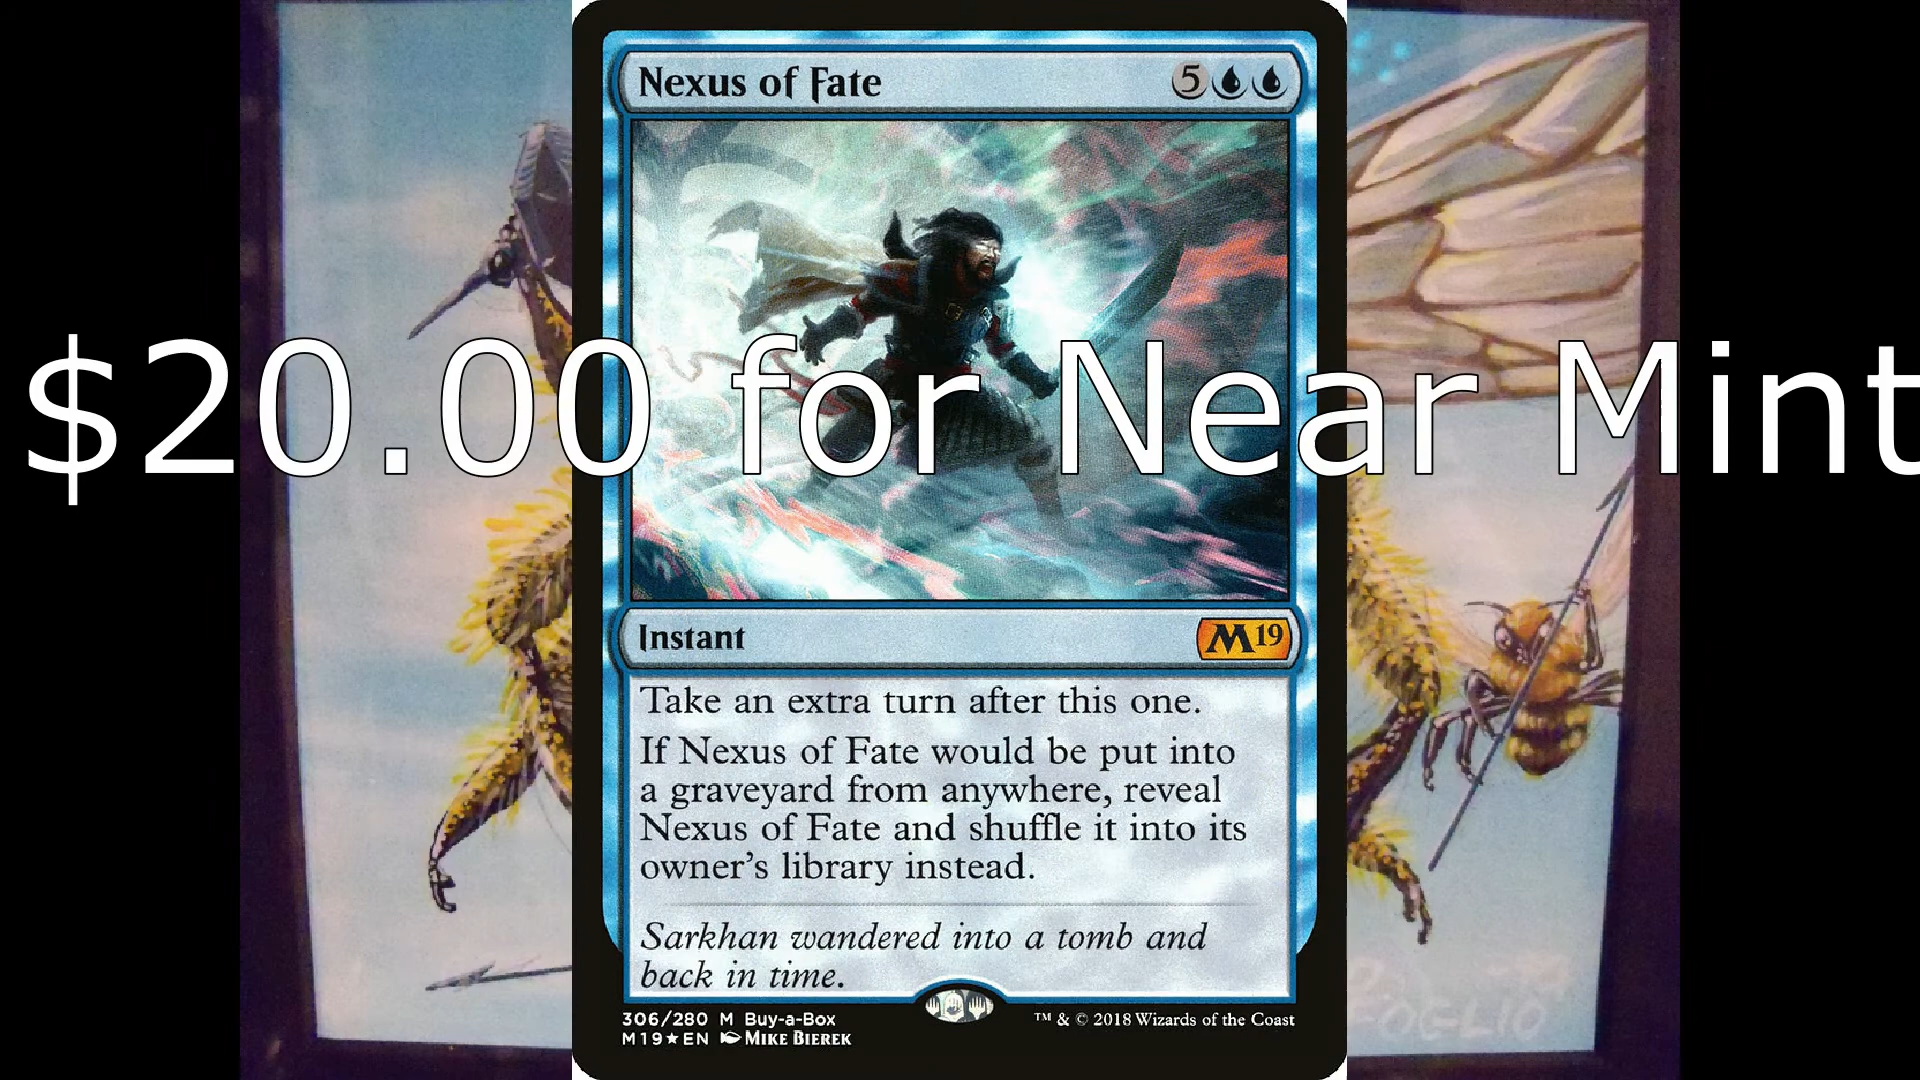 Nexus of Fate
5
$20.00 for Near Mint
Instant
M19
Take an extra turn after this one.
If Nexus of Fate would be put into
a graveyard from anywhere, reveal
Nexus of Fate and shuffle it into its
owner’s library instead.
Sarkhan wandered into a tomb and
back in time.
306/280 M Buy-a-Box
™ & © 2018 Wizards of the Coast
M19★EN MIKE BIEREK
FOGLIO